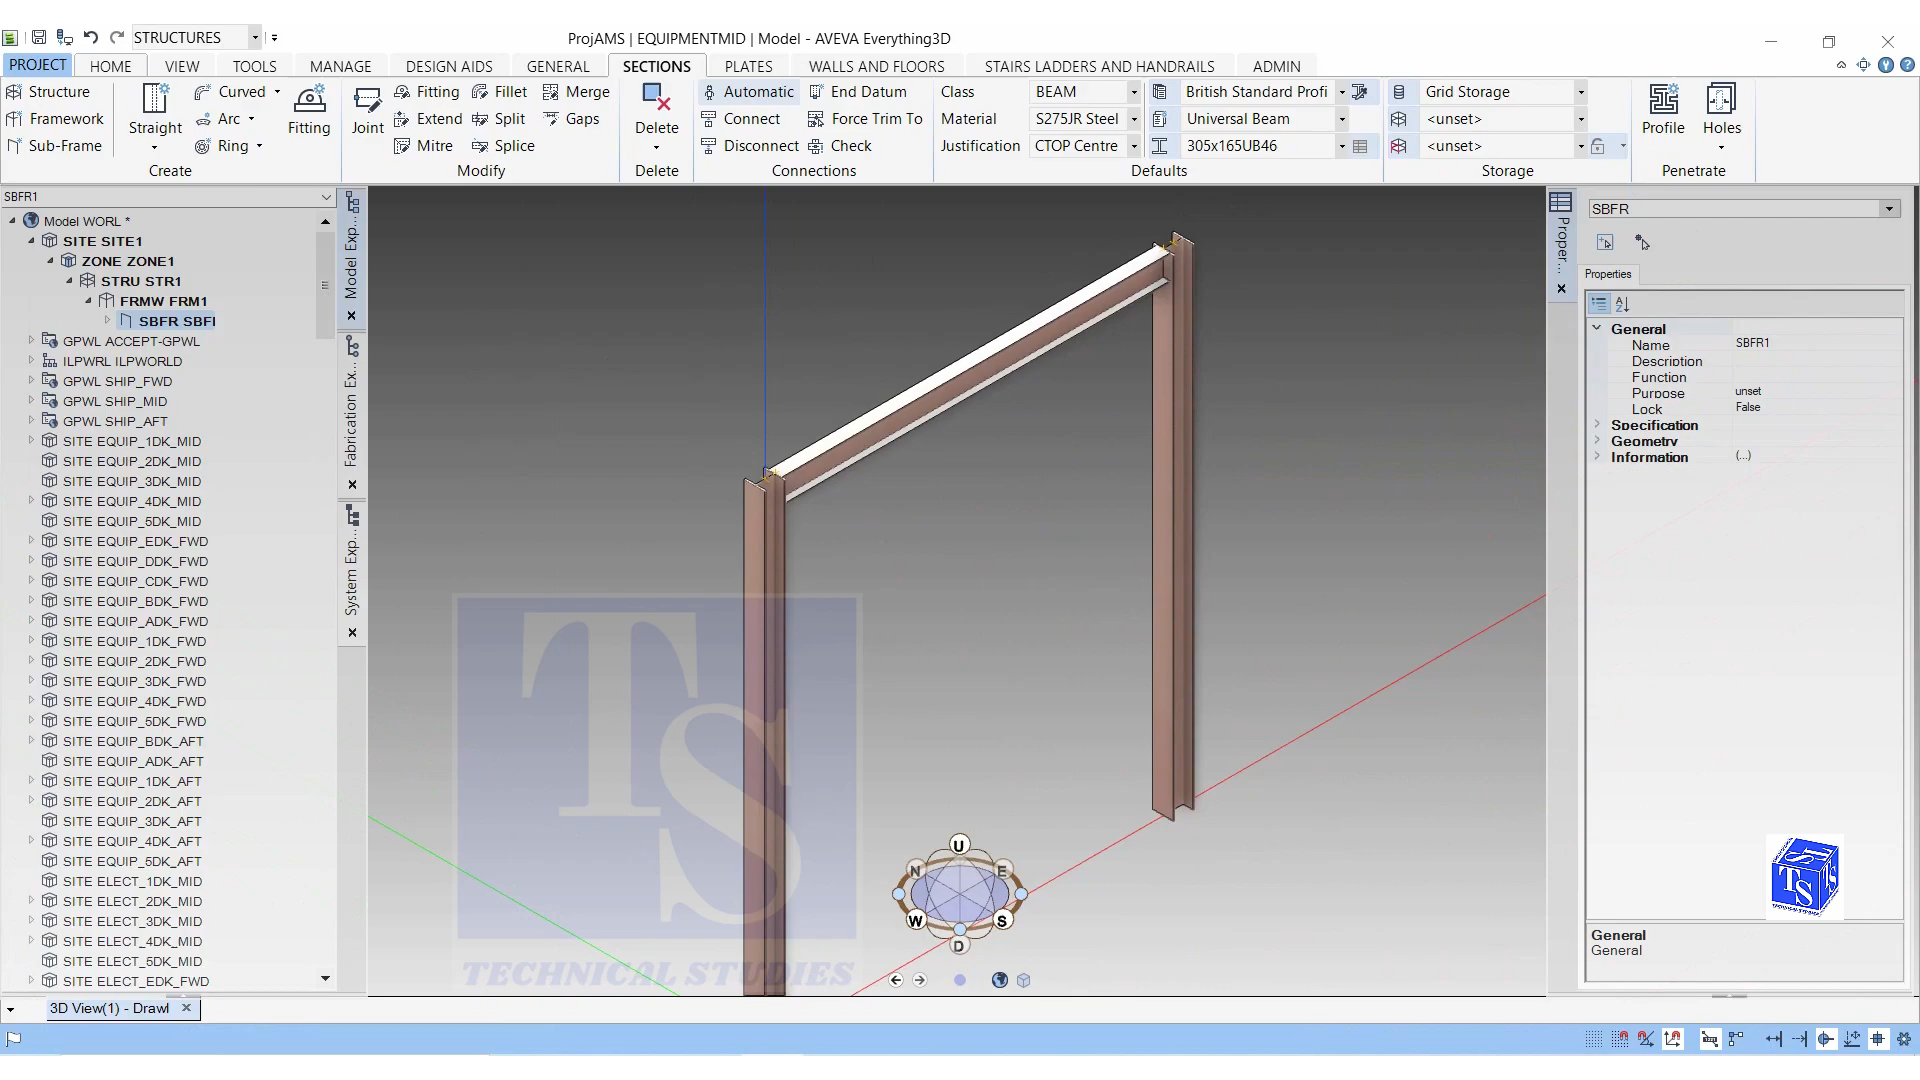 STRUCTURES
ProjAMS | EQUIPMENTMID | Model - AVEVA Everything3D
PROJECT HOME VIEW TOOLS MANAGE DESIGN AIDS GENERAL SECTIONS PLATES WALLS AND FLOORS STAIRS LADDERS AND HANDRAILS ADMIN
Structure
Framework
Sub-Frame
Straight
Curved
Arc
Ring
Fitting
Create
Joint
Fitting Fillet Merge
Extend Split Gaps
Mitre Splice
Modify
Delete
Delete
Automatic End Datum
Connect Force Trim To
Disconnect Check
Connections
Class BEAM British Standard Profi
Material S275JR Steel Universal Beam
Justification CTOP Centre 305x165UB46
Defaults
Grid Storage
<unset>
<unset>
Storage
Profile Holes
Penetrate
SBFR1
Model WORL *
SITE SITE1
ZONE ZONE1
STRU STR1
FRMW FRM1
SBFR SBFI
GPWL ACCEPT-GPWL
ILPWRL ILPWORLD
GPWL SHIP_FWD
GPWL SHIP_MID
GPWL SHIP_AFT
SITE EQUIP_1DK_MID
SITE EQUIP_2DK_MID
SITE EQUIP_3DK_MID
SITE EQUIP_4DK_MID
SITE EQUIP_5DK_MID
SITE EQUIP_EDK_FWD
SITE EQUIP_DDK_FWD
SITE EQUIP_CDK_FWD
SITE EQUIP_BDK_FWD
SITE EQUIP_ADK_FWD
SITE EQUIP_1DK_FWD
SITE EQUIP_2DK_FWD
SITE EQUIP_3DK_FWD
SITE EQUIP_4DK_FWD
SITE EQUIP_5DK_FWD
SITE EQUIP_BDK_AFT
SITE EQUIP_ADK_AFT
SITE EQUIP_1DK_AFT
SITE EQUIP_2DK_AFT
SITE EQUIP_3DK_AFT
SITE EQUIP_4DK_AFT
SITE EQUIP_5DK_AFT
SITE ELECT_1DK_MID
SITE ELECT_2DK_MID
SITE ELECT_3DK_MID
SITE ELECT_4DK_MID
SITE ELECT_5DK_MID
SITE ELECT_EDK_FWD
Model Exp...
Fabrication Ex...
System Exp...
TS
TECHNICAL STUDIES
U
N E
W S
D
Proper...
SBFR
Properties
General
Name SBFR1
Description
Function
Purpose unset
Lock False
Specification
Geometry
Information (...)
TS
TECHNICAL STUDIES
General
General
3D View(1) - Drawl